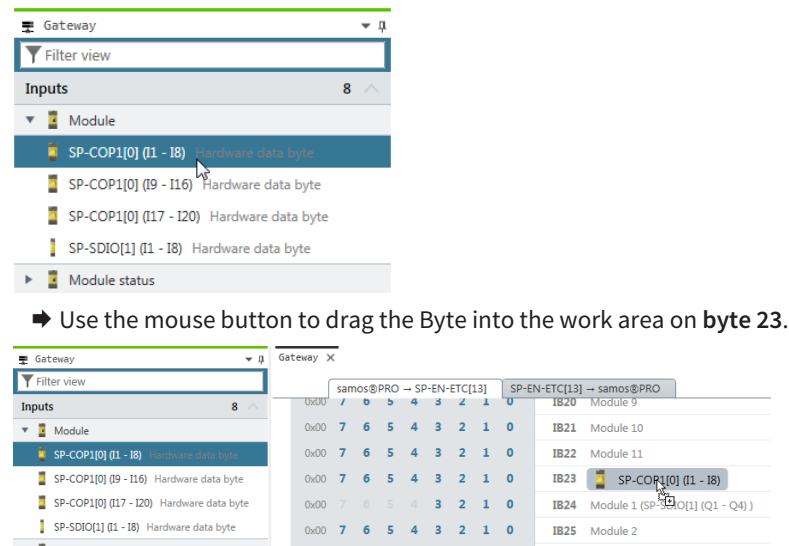 Gateway
Filter view
Inputs 8
Module
SP-COP1[0] (I1 - I8) Hardware data byte
SP-COP1[0] (I9 - I16) Hardware data byte
SP-COP1[0] (I17 - I20) Hardware data byte
SP-SDIO[1] (I1 - I8) Hardware data byte
Module status
➡ Use the mouse button to drag the Byte into the work area on byte 23.
Gateway
Filter view
Inputs 8
Module
SP-COP1[0] (I1 - I8) Hardware data byte
SP-COP1[0] (I9 - I16) Hardware data byte
SP-COP1[0] (I17 - I20) Hardware data byte
SP-SDIO[1] (I1 - I8) Hardware data byte
Gateway
samos®PRO → SP-EN-ETC[13] SP-EN-ETC[13] → samos®PRO
0x00 7 6 5 4 3 2 1 0 IB20 Module 9
0x00 7 6 5 4 3 2 1 0 IB21 Module 10
0x00 7 6 5 4 3 2 1 0 IB22 Module 11
0x00 7 6 5 4 3 2 1 0 IB23 SP-COP1[0] (I1 - I8)
0x00 7 6 5 4 3 2 1 0 IB24 Module 1 (SP-SDIO[1] (Q1 - Q4) )
0x00 7 6 5 4 3 2 1 0 IB25 Module 2